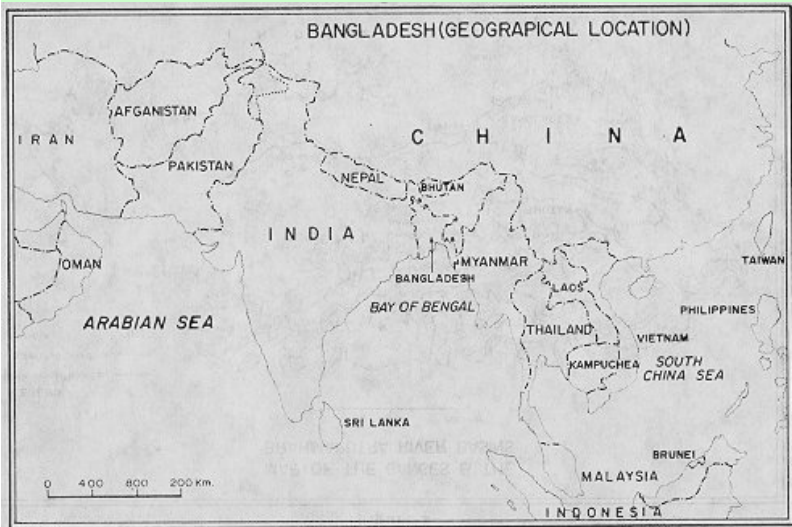 BANGLADESH(GEOGRAPICAL LOCATION)
AFGANISTAN
IRAN
CHINA
PAKISTAN
NEPAL
BHUTAN
INDIA
OMAN
MYANMAR
TAIWAN
BANGLADESH
LAOS
BAY OF BENGAL
PHILIPPINES
ARABIAN SEA
THAILAND
VIETNAM
KAMPUCHEA
SOUTH
CHINA SEA
SRI LANKA
BRUNEI
MALAYSIA
0 400 800 200 Km.
INDONESIA